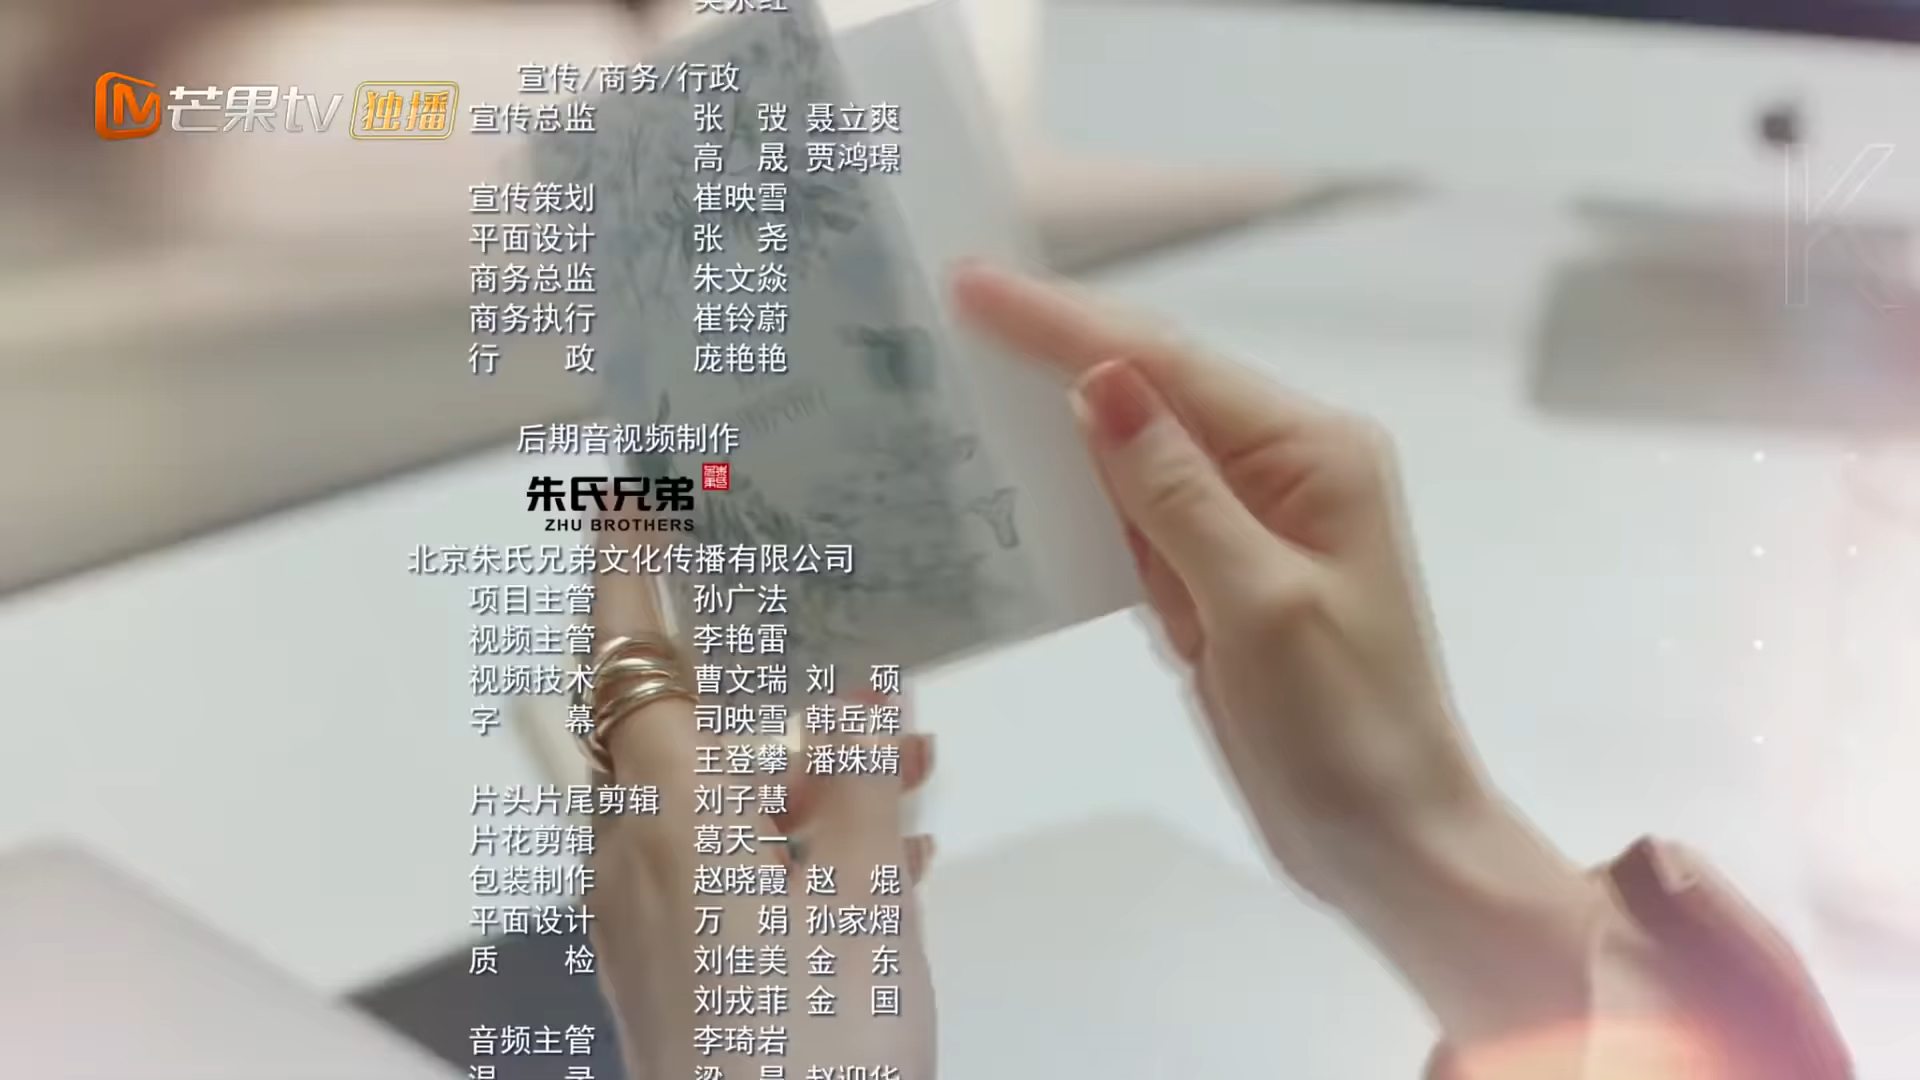 宣传/商务/行政
芒果tv 独播
宣传总监 张 弢 聂立爽
高 晟 贾鸿璟
宣传策划 崔映雪
平面设计 张 尧
商务总监 朱文焱
商务执行 崔铃蔚
行 政 庞艳艳
后期音视频制作
朱氏兄弟
ZHU BROTHERS
北京朱氏兄弟文化传播有限公司
项目主管 孙广法
视频主管 李艳雷
视频技术 曹文瑞 刘 硕
字 幕 司映雪 韩岳辉
王登攀 潘姝婧
片头片尾剪辑 刘子慧
片花剪辑 葛天一
包装制作 赵晓霞 赵 焜
平面设计 万 娟 孙家熠
质 检 刘佳美 金 东
刘戎菲 金 国
音频主管 李琦岩
K